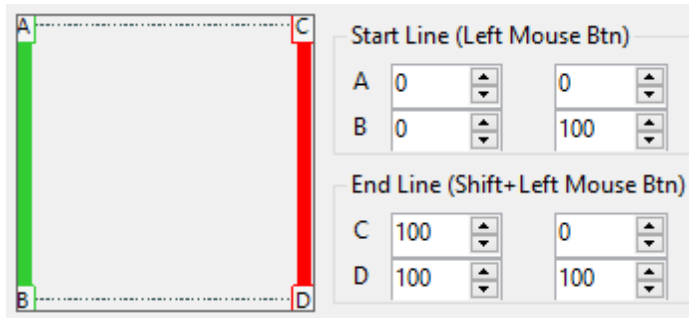 A C
B D
Start Line (Left Mouse Btn)
A 0 0
B 0 100
End Line (Shift+Left Mouse Btn)
C 100 0
D 100 100